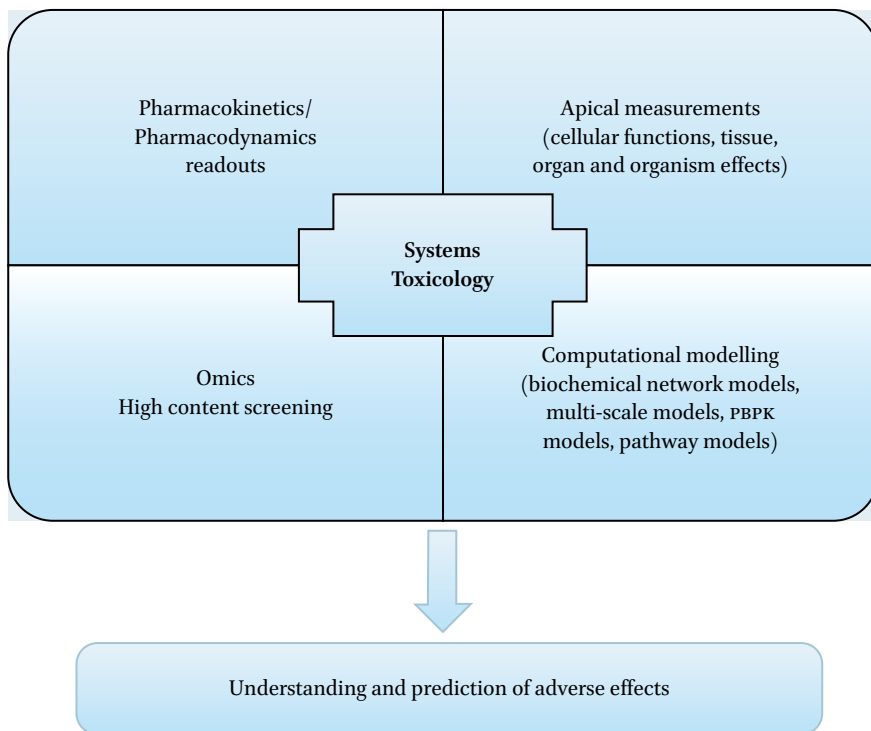 Pharmacokinetics/
Pharmacodynamics
readouts
Apical measurements
(cellular functions, tissue,
organ and organism effects)
Systems
Toxicology
Omics
High content screening
Computational modelling
(biochemical network models,
multi-scale models, PBPK
models, pathway models)
Understanding and prediction of adverse effects